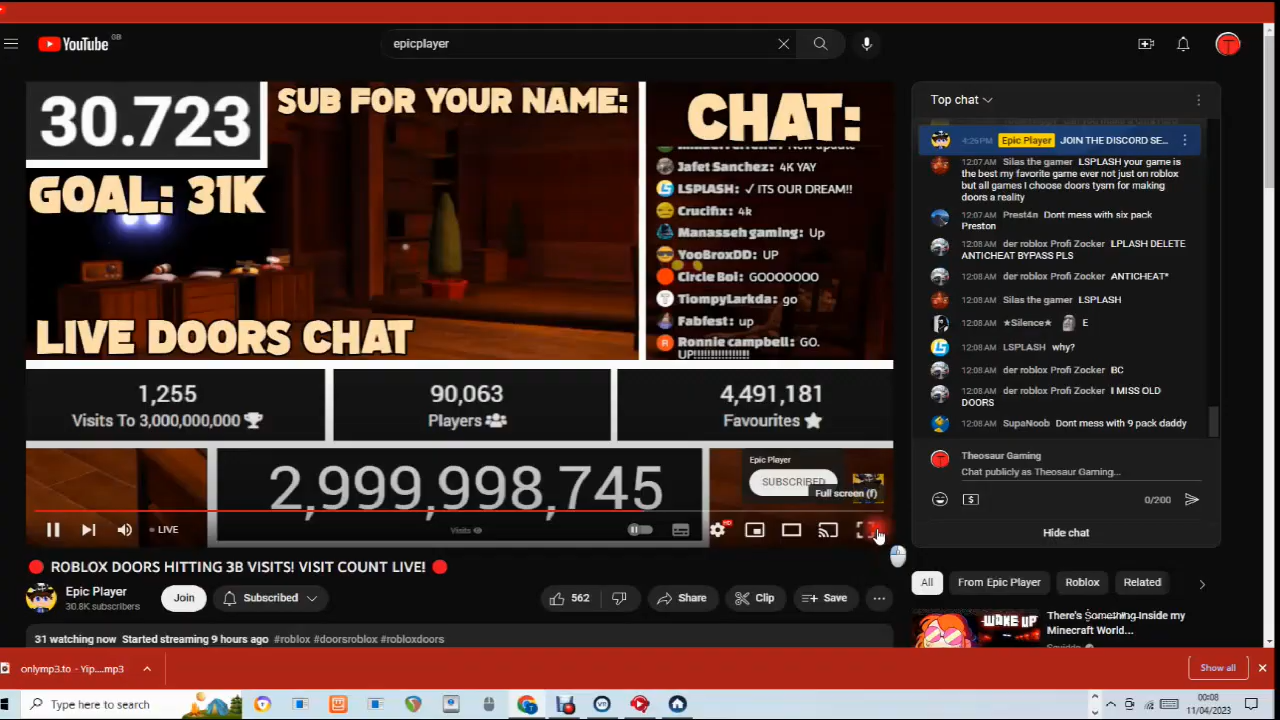 YouTube GB
epicplayer
30.723
GOAL: 31K
SUB FOR YOUR NAME:
LIVE DOORS CHAT
CHAT:
New update
Jafet Sanchez: 4K YAY
LSPLASH: ✓ ITS OUR DREAM!!
Crucifix: 4k
Manasseh gaming: Up
YooBroxDD: UP
Circle Boi: GOOOOOOO
TiompyLarkda: go
Fabfest: up
Ronnie campbell: GO.
UP!!!!!!!!!!!!!!!!!
1,255
Visits To 3,000,000,000
90,063
Players
4,491,181
Favourites
2,999,998,745
Visits
Epic Player
SUBSCRIBED
Full screen (f)
LIVE
HD
🔴 ROBLOX DOORS HITTING 3B VISITS! VISIT COUNT LIVE! 🔴
Epic Player
30.8K subscribers
Join
Subscribed
562
Share
Clip
Save
31 watching now Started streaming 9 hours ago #roblox #doorsroblox #robloxdoors
Top chat
4:26 PM Epic Player JOIN THE DISCORD SE...
12:07 AM Silas the gamer LSPLASH your game is
the best my favorite game ever not just on roblox
but all games I choose doors tysm for making
doors a reality
12:07 AM Prest4n Dont mess with six pack
Preston
12:08 AM der roblox Profi Zocker LPLASH DELETE
ANTICHEAT BYPASS PLS
12:08 AM der roblox Profi Zocker ANTICHEAT*
12:08 AM Silas the gamer LSPLASH
12:08 AM ★Silence★ 🗿 E
12:08 AM LSPLASH why?
12:08 AM der roblox Profi Zocker BC
12:08 AM der roblox Profi Zocker I MISS OLD
DOORS
12:08 AM SupaNoob Dont mess with 9 pack daddy
Theosaur Gaming
Chat publicly as Theosaur Gaming...
0/200
Hide chat
All
From Epic Player
Roblox
Related
WAKE UP
There's Something Inside my
Minecraft World...
onlymp3.to - Yip....mp3
Show all
Type here to search
00:08
11/04/2023